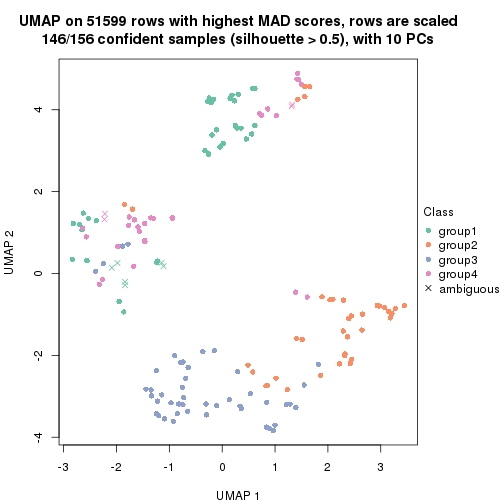 UMAP on 51599 rows with highest MAD scores, rows are scaled
146/156 confident samples (silhouette > 0.5), with 10 PCs
UMAP 2
4
2
0
-2
-4
-3
-2
-1
0
1
2
3
UMAP 1
Class
group1
group2
group3
group4
ambiguous